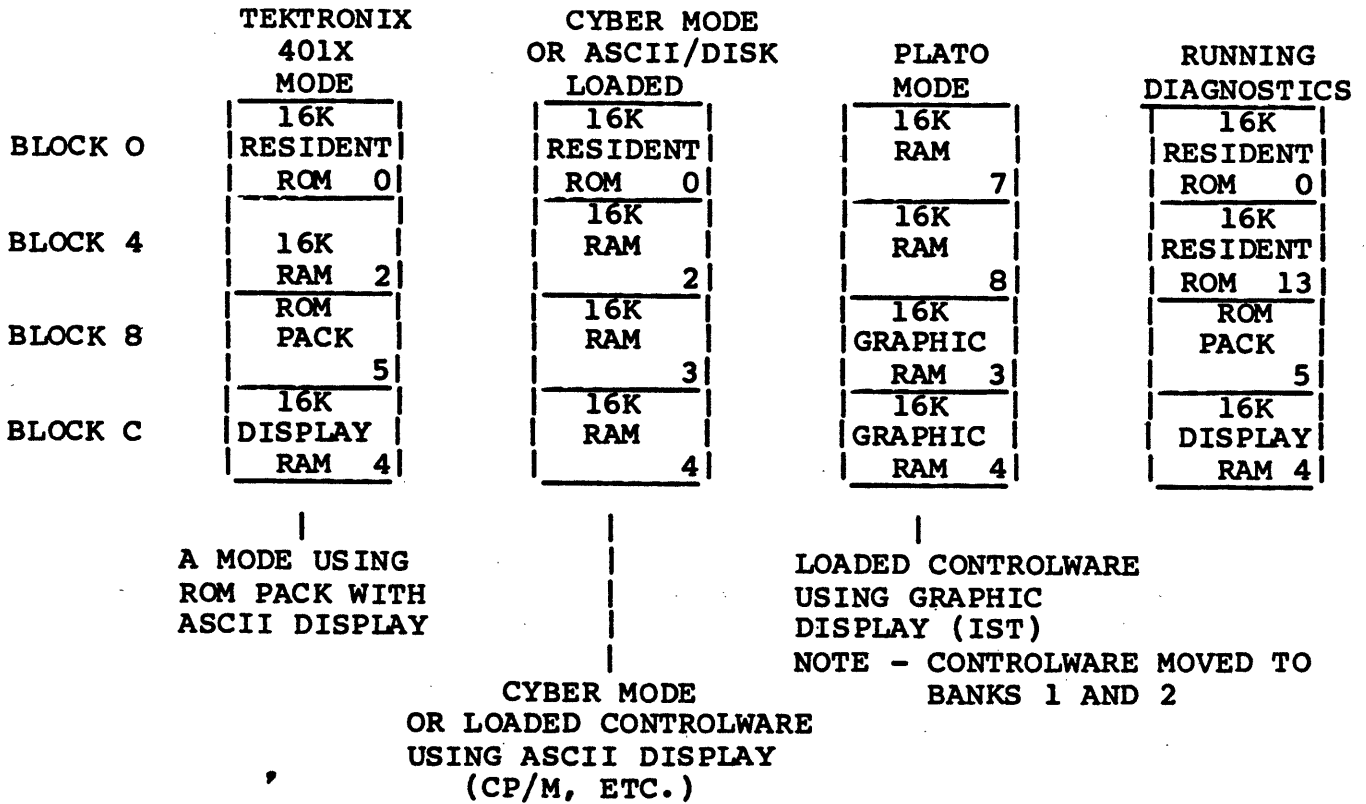 TEKTRONIX 401X MODE
CYBER MODE OR ASCII/DISK LOADED
PLATO MODE
RUNNING DIAGNOSTICS
BLOCK O
16K RESIDENT ROM 0
16K RESIDENT ROM 0
16K RAM 7
16K RESIDENT ROM 0
BLOCK 4
16K RAM 2
16K RAM 2
16K RAM 8
16K RESIDENT ROM 13
BLOCK 8
ROM PACK 5
16K RAM 3
16K GRAPHIC RAM 3
ROM PACK 5
BLOCK C
16K DISPLAY RAM 4
16K RAM 4
16K GRAPHIC RAM 4
16K DISPLAY RAM 4
A MODE USING
ROM PACK WITH
ASCII DISPLAY
CYBER MODE
OR LOADED CONTROLWARE
USING ASCII DISPLAY
(CP/M, ETC.)
LOADED CONTROLWARE
USING GRAPHIC
DISPLAY (IST)
NOTE - CONTROLWARE MOVED TO
BANKS 1 AND 2